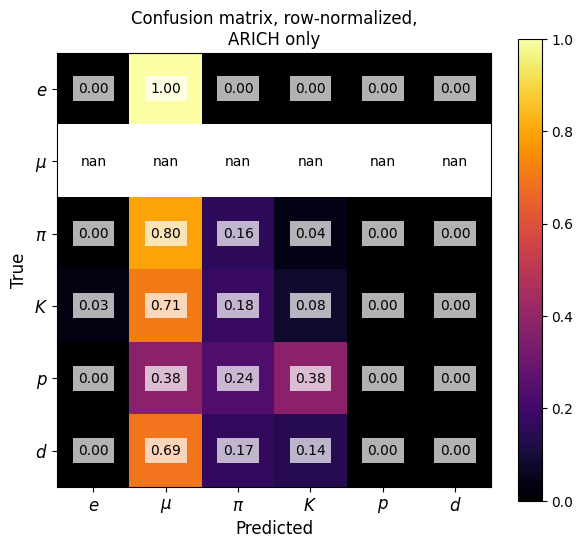 Confusion matrix, row-normalized,
ARICH only
e 0.00 1.00 0.00 0.00 0.00 0.00
μ nan nan nan nan nan nan
π 0.00 0.80 0.16 0.04 0.00 0.00
K 0.03 0.71 0.18 0.08 0.00 0.00
p 0.00 0.38 0.24 0.38 0.00 0.00
d 0.00 0.69 0.17 0.14 0.00 0.00
e μ π K p d
Predicted
True
1.0
0.8
0.6
0.4
0.2
0.0